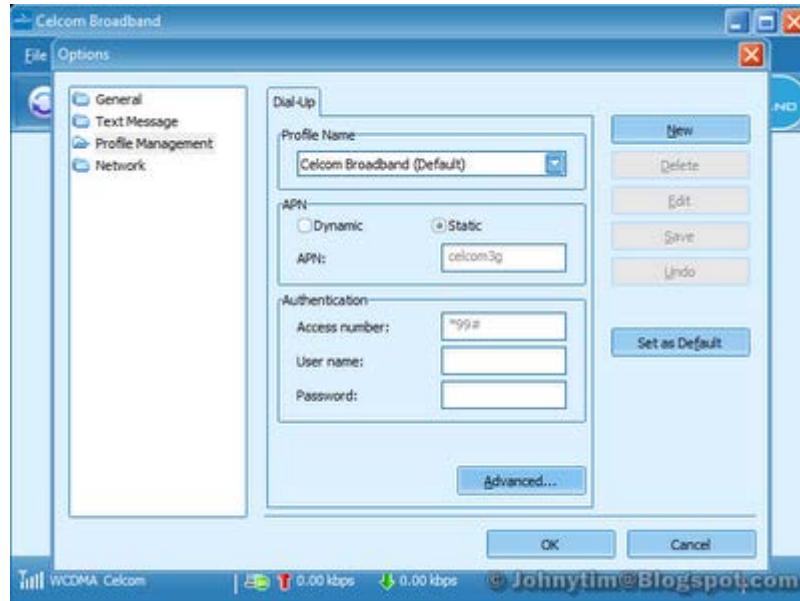 Celcom Broadband
File
Options
General
Text Message
Profile Management
Network
Dial-Up
Profile Name
Celcom Broadband (Default)
APN
Dynamic
Static
APN:
celcom3g
Authentication
Access number:
*99#
User name:
Password:
Advanced...
New
Delete
Edit
Save
Undo
Set as Default
OK
Cancel
WCDMA Celcom
0.00 kbps
0.00 kbps
© Johnytim@Blogspot.com